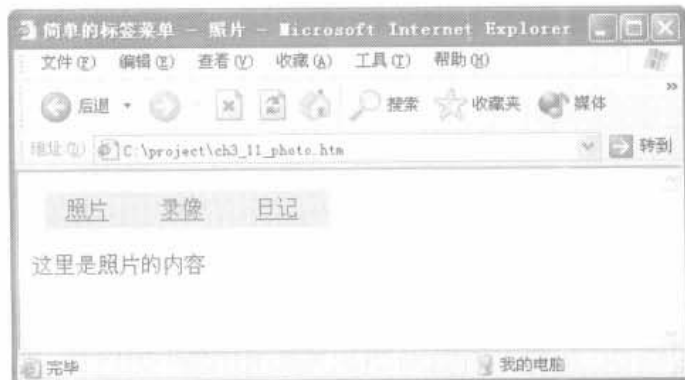 简单的标签菜单 - 照片 - Microsoft Internet Explorer
文件(F) 编辑(E) 查看(V) 收藏(A) 工具(T) 帮助(H)
后退 搜索 收藏夹 媒体 »
地址(D) C:\project\ch3_11_photo.htm 转到
照片 录像 日记
这里是照片的内容
完毕 我的电脑